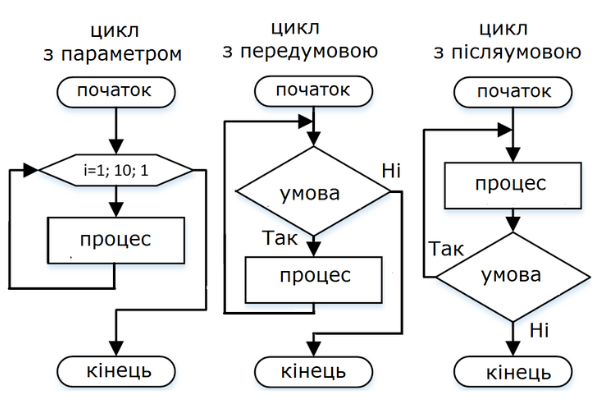 цикл
з параметром
початок
i=1; 10; 1
процес
кінець
цикл
з передумовою
початок
умова
Ні
Так
процес
кінець
цикл
з післяумовою
початок
процес
Так
умова
Ні
кінець